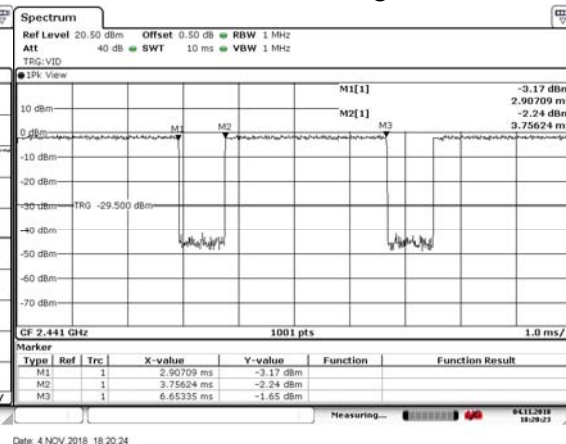 Spectrum
Ref Level 20.50 dBm Offset 0.50 dB RBW 1 MHz
Att 40 dB SWT 10 ms VBW 1 MHz
TRG:VID
1Pk View
M1[1] -3.17 dBm
2.90709 m
M2[1] -2.24 dBm
3.75624 m
10 dBm
0 dBm
M1 M2 M3
-10 dBm
-20 dBm
-30 dBm TRG -29.500 dBm
-40 dBm
-50 dBm
-60 dBm
-70 dBm
CF 2.441 GHz 1001 pts 1.0 ms/
Marker
Type Ref Trc X-value Y-value Function Function Result
M1 1 2.90709 ms -3.17 dBm
M2 1 3.75624 ms -2.24 dBm
M3 1 6.65335 ms -1.65 dBm
Measuring... 04.11.2018
18:20:23
Date: 4.NOV.2018 18:20:24